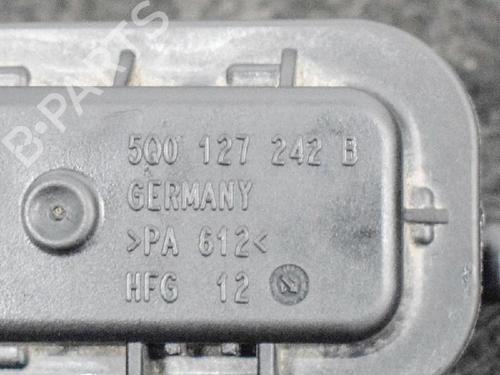 B-PARTS
5Q0 127 242 B
GERMANY
>PA 612<
HFG 12